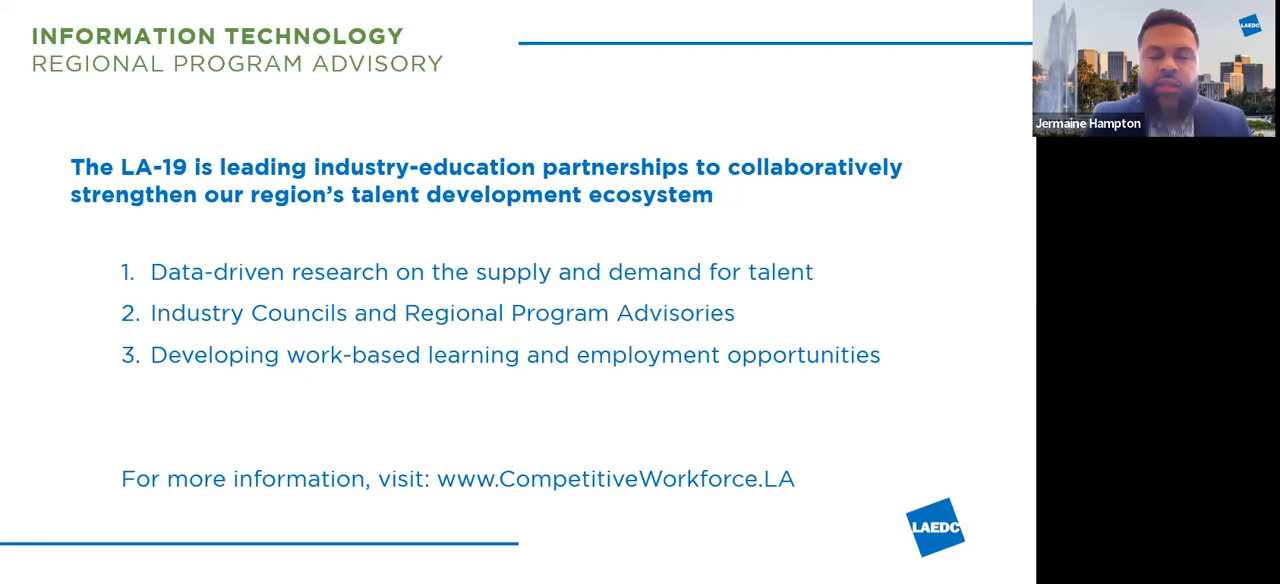 INFORMATION TECHNOLOGY
REGIONAL PROGRAM ADVISORY
LAEDC
Jermaine Hampton
The LA-19 is leading industry-education partnerships to collaboratively
strengthen our region’s talent development ecosystem
1. Data-driven research on the supply and demand for talent
2. Industry Councils and Regional Program Advisories
3. Developing work-based learning and employment opportunities
For more information, visit: www.CompetitiveWorkforce.LA
LAEDC